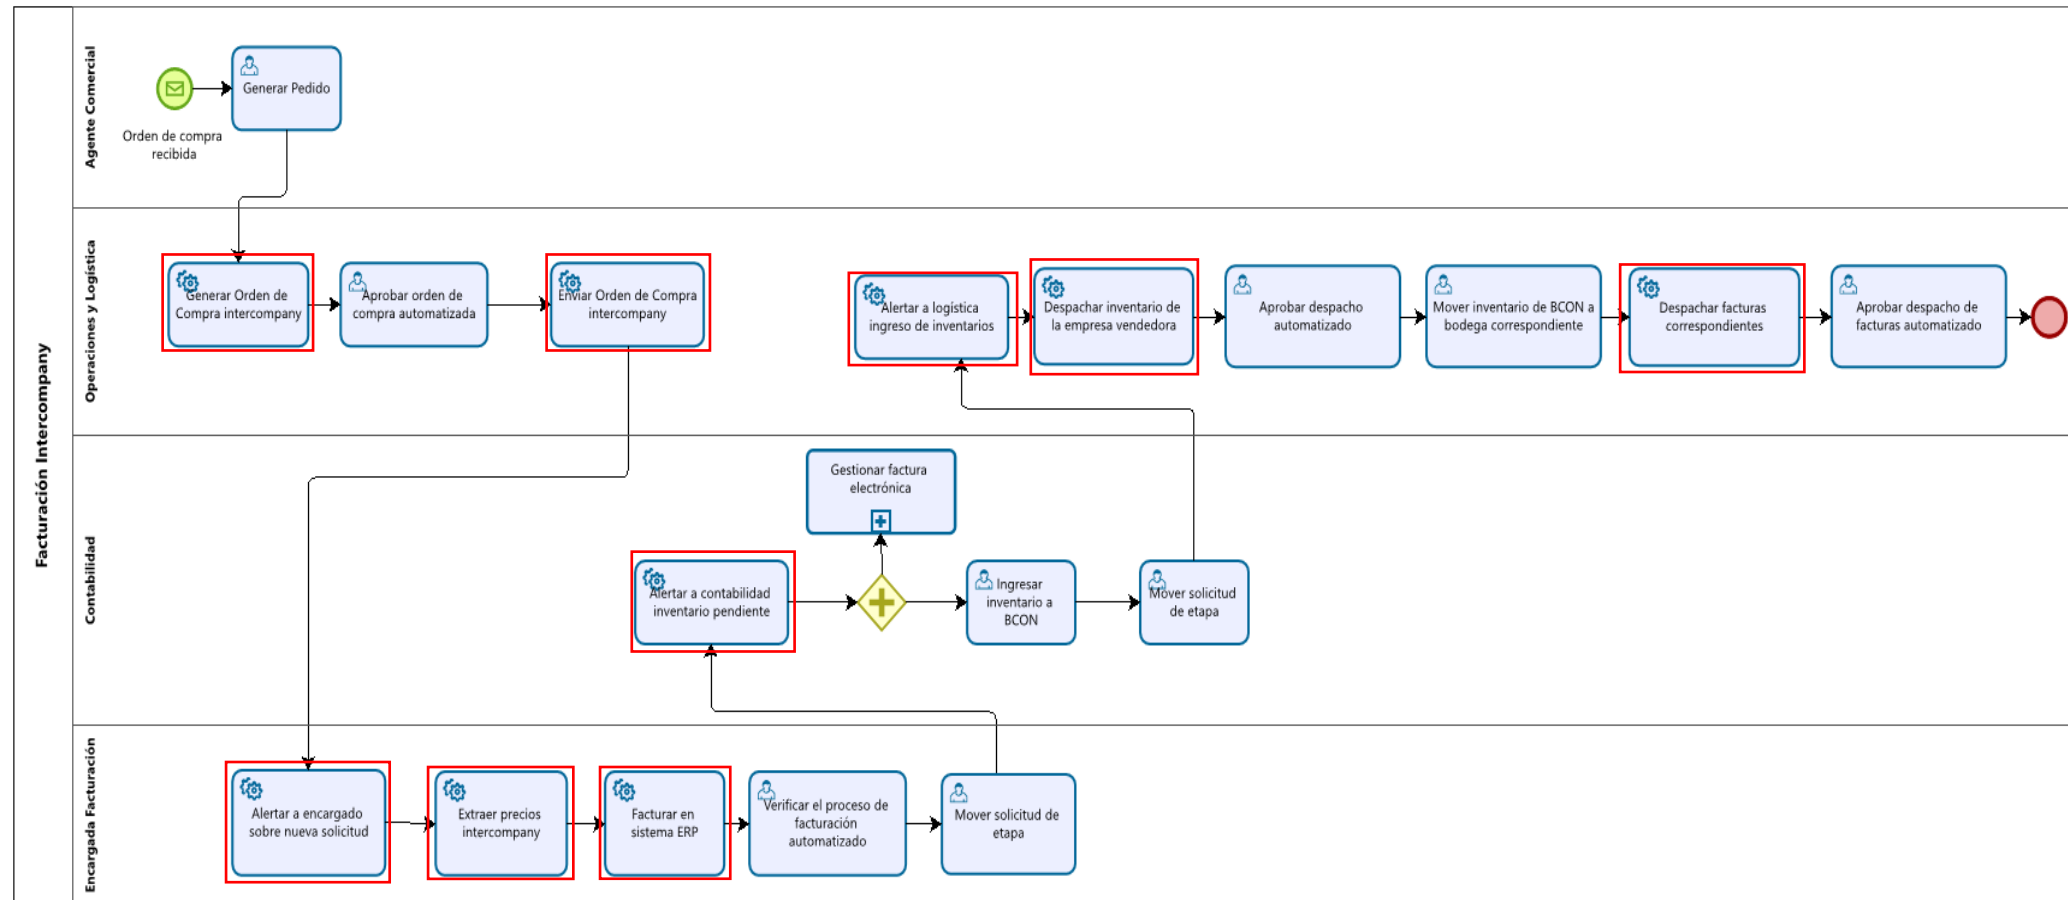 Facturación Intercompany
Agente Comercial
Orden de compra
recibida
Generar Pedido
Operaciones y Logística
Generar Orden de
Compra intercompany
Aprobar orden de
compra automatizada
Enviar Orden de Compra
intercompany
Alertar a logística
ingreso de inventarios
Despachar inventario de
la empresa vendedora
Aprobar despacho
automatizado
Mover inventario de BCON a
bodega correspondiente
Despachar facturas
correspondientes
Aprobar despacho de
facturas automatizado
Contabilidad
Gestionar factura
electrónica
Alertar a contabilidad
inventario pendiente
Ingresar
inventario a
BCON
Mover solicitud
de etapa
Encargada Facturación
Alertar a encargado
sobre nueva solicitud
Extraer precios
intercompany
Facturar en
sistema ERP
Verificar el proceso de
facturación
automatizado
Mover solicitud de
etapa